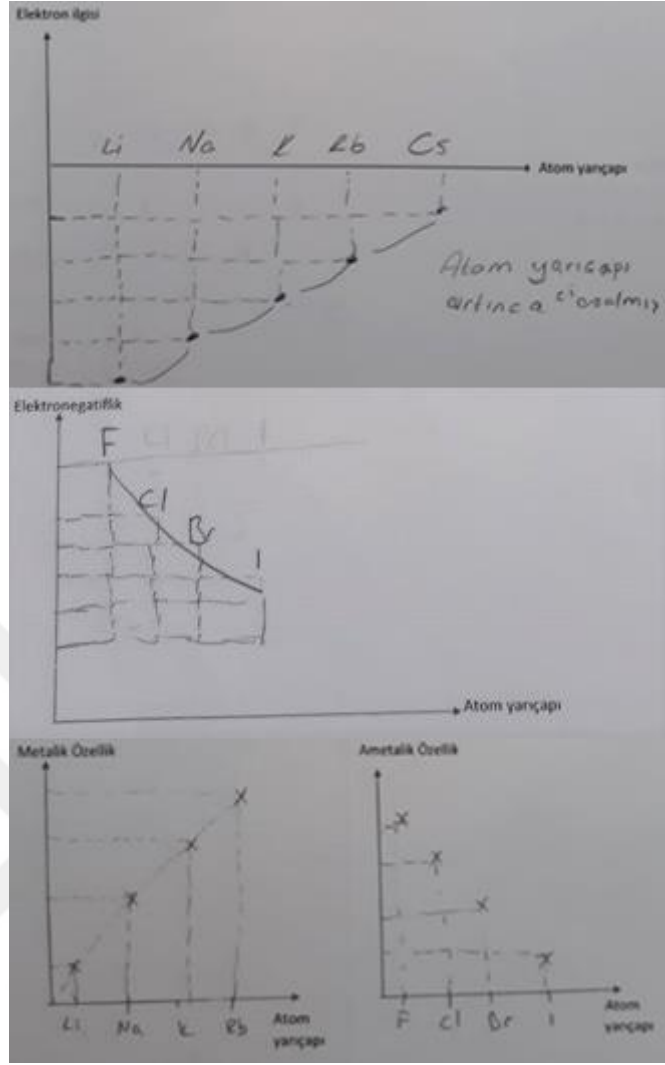 Elektron ilgisi
Li Na K Rb Cs
Atom yarıçapı
Atom yarıçapı
artınca e⁻ azalmış
Elektronegatiflik
F
Cl
Br
I
Atom yarıçapı
Metalik Özellik
Li Na K Rb
Atom
yarıçapı
Ametalik Özellik
F Cl Br I
Atom
yarıçapı